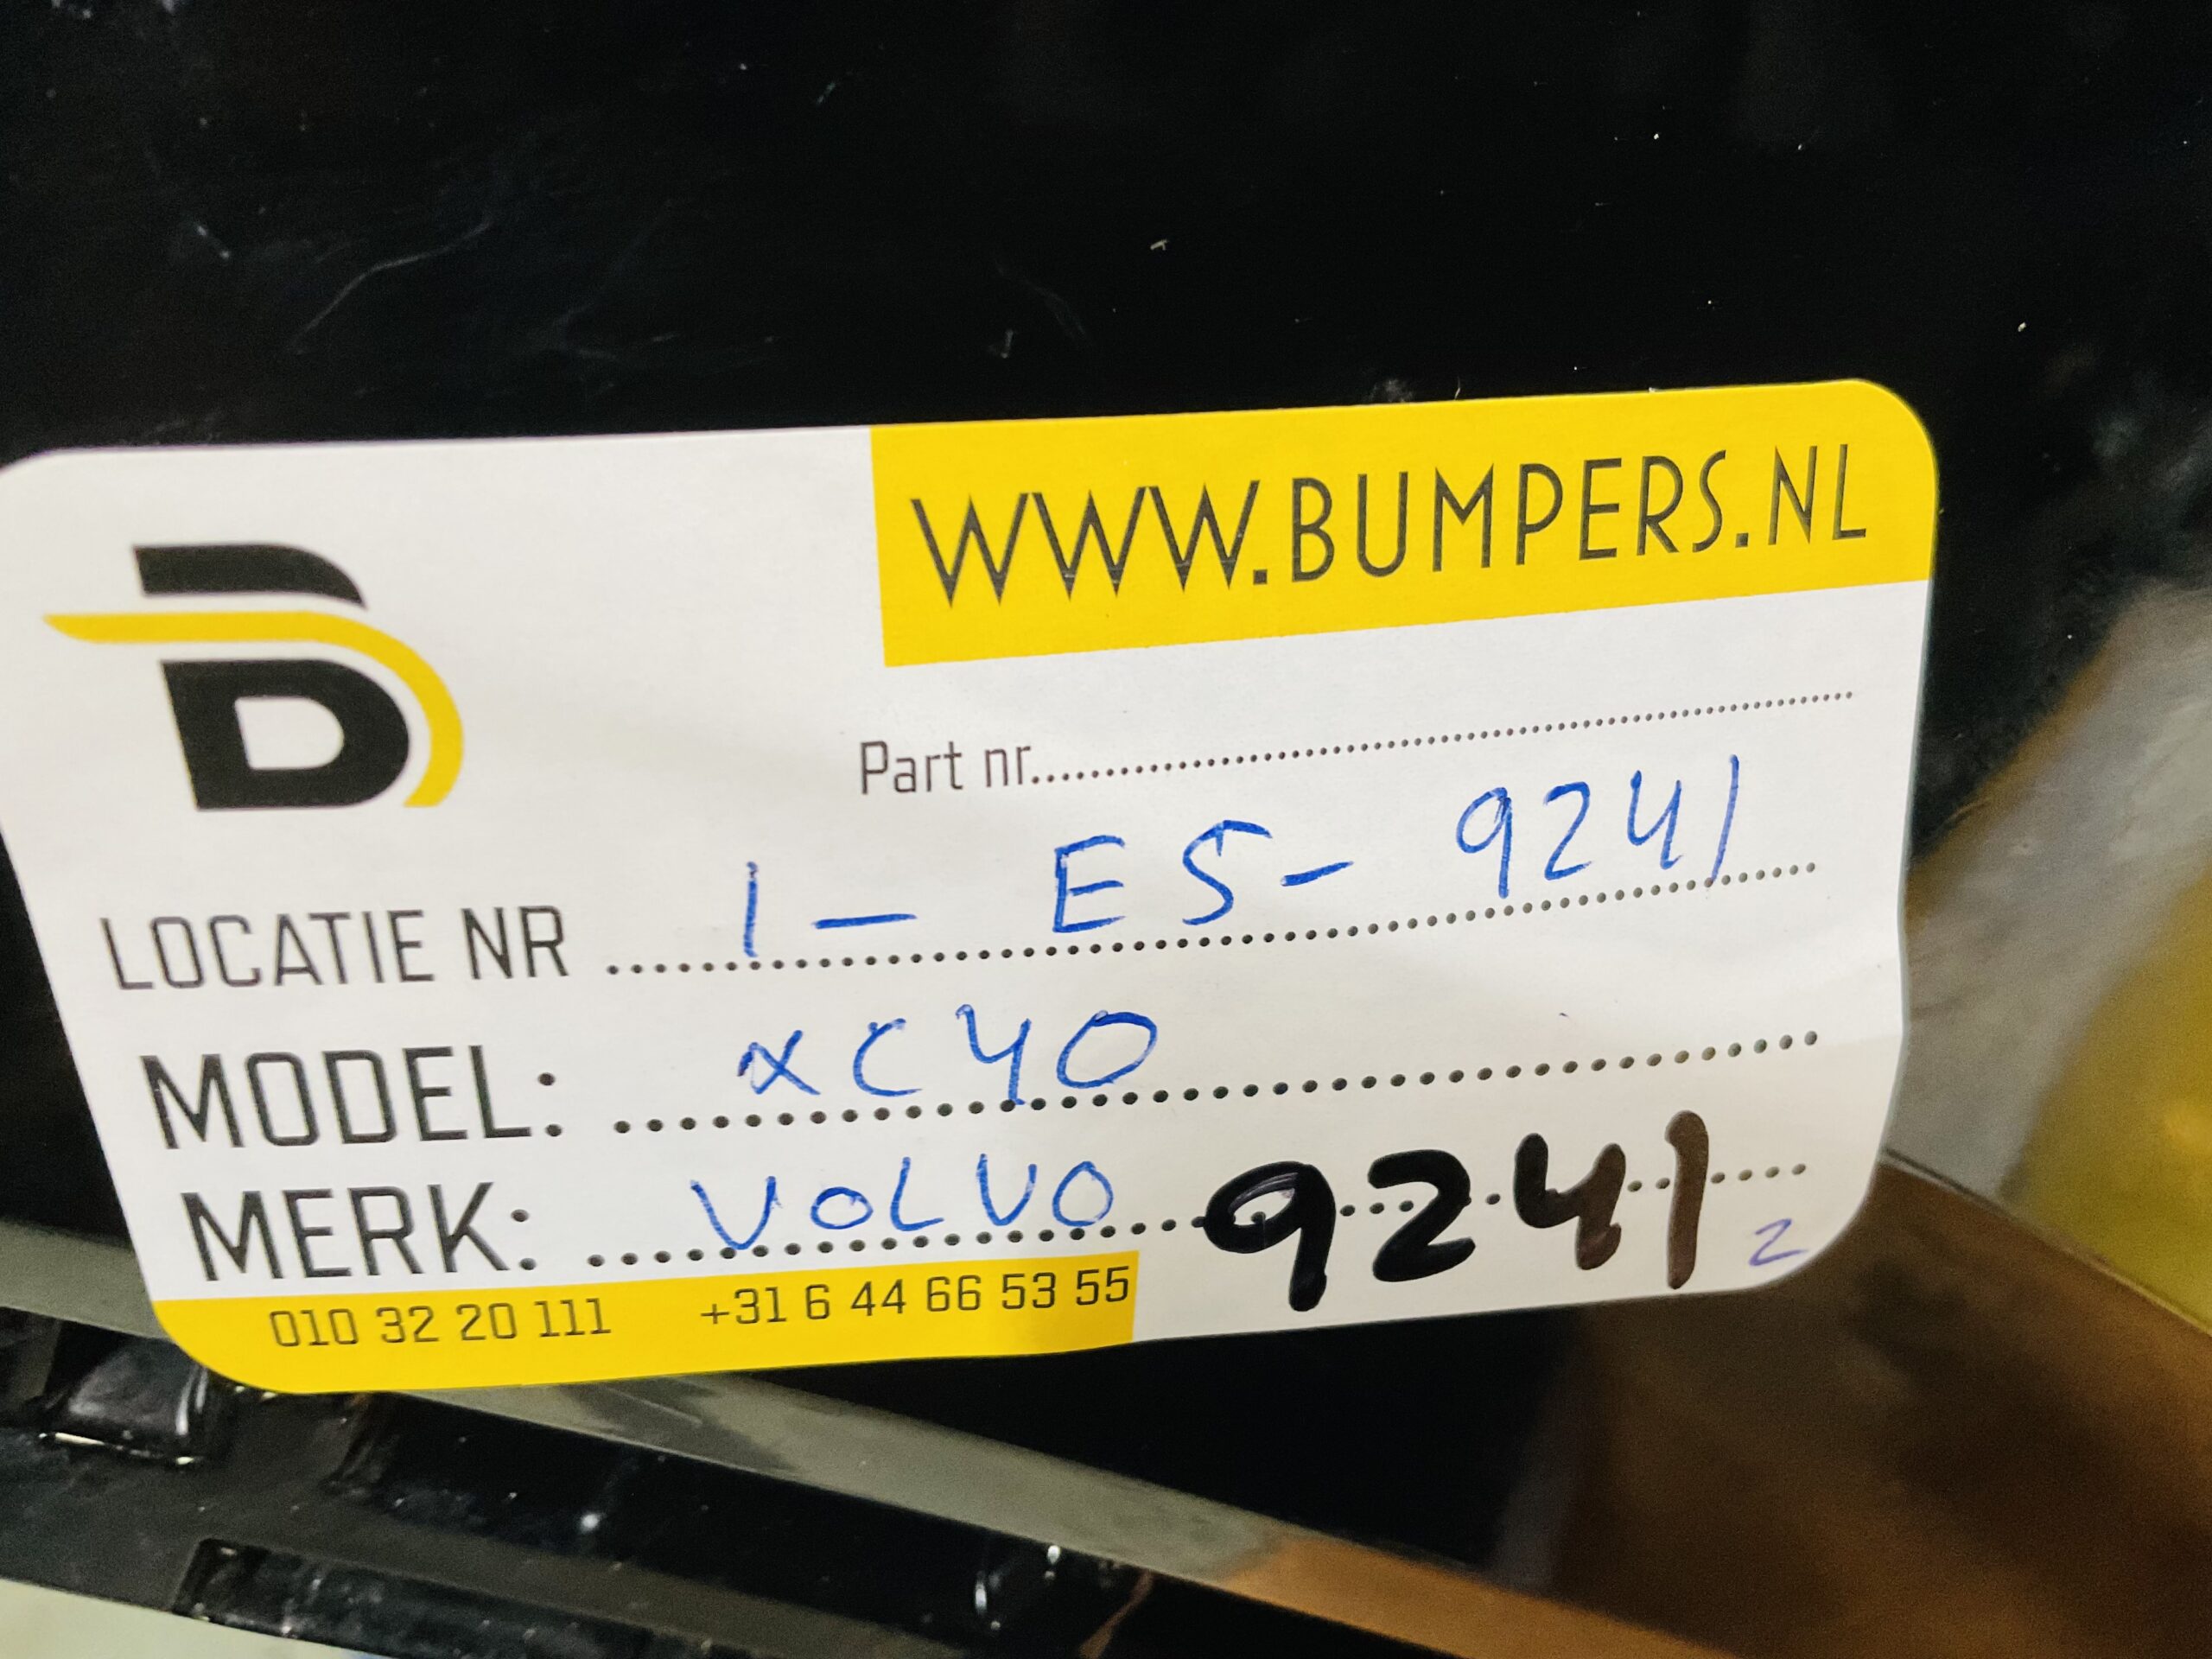 WWW.BUMPERS.NL
B
Part nr....................
LOCATIE NR 1 - E5 - 9241
MODEL: XC40
MERK: VOLVO 9241 2
010 32 20 111 +31 6 44 66 53 55